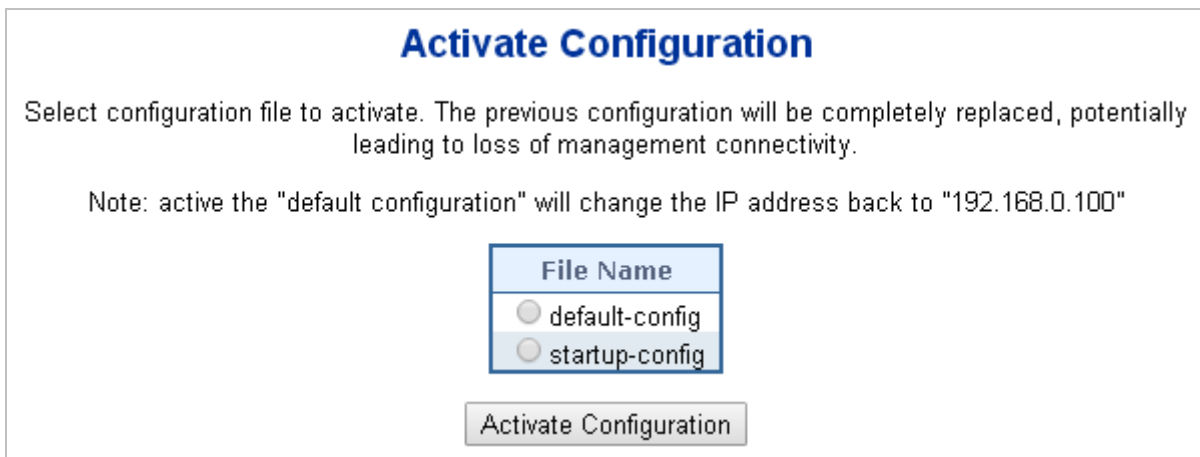 Activate Configuration
Select configuration file to activate. The previous configuration will be completely replaced, potentially
leading to loss of management connectivity.
Note: active the "default configuration" will change the IP address back to "192.168.0.100"
File Name
default-config
startup-config
Activate Configuration